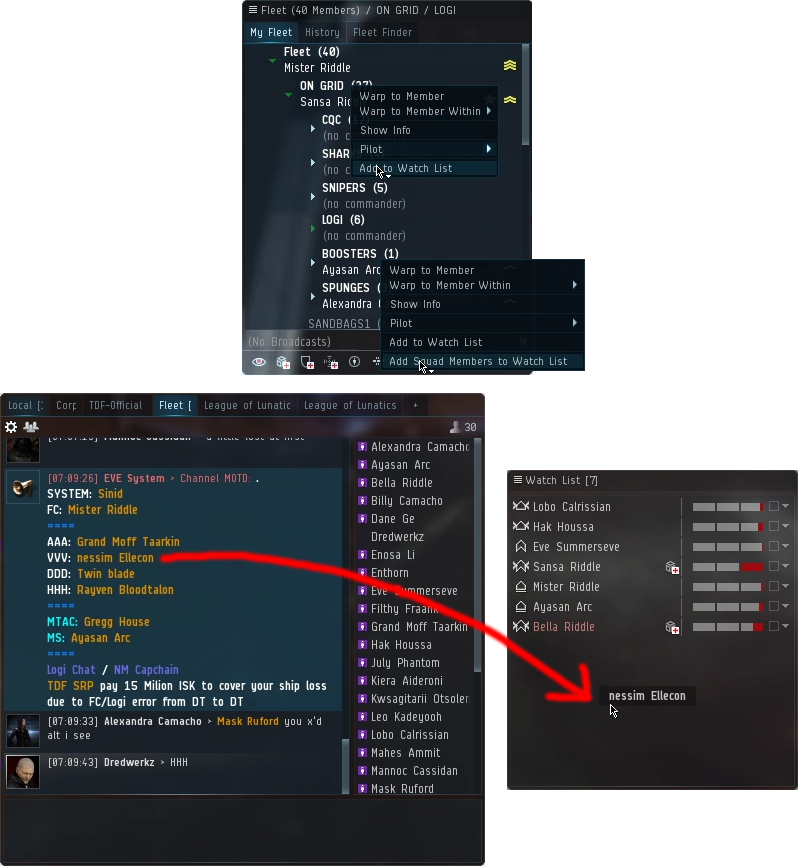 Fleet (40 Members) / ON GRID / LOGI
My Fleet History Fleet Finder
Fleet (40)
Mister Riddle
ON GRID
Sansa
Warp to Member
Warp to Member Within
Show Info
Pilot
Add to Watch List
CQC
(no
(no
SNIPERS (5)
(no commander)
LOGI (6)
(no commander)
BOOSTERS (1)
Ayasan Arc
SPUNGES
Alexandra
SANDBAGS1
(No Broadcasts)
Warp to Member
Warp to Member Within
Show Info
Pilot
Add to Watch List
Add Squad Members to Watch List
Local [ Corp TDF-Official Fleet [ League of Lunatic League of Lunatics +
30
[07:09:26] EVE System > Channel MOTD: .
SYSTEM: Sinid
FC: Mister Riddle
====
AAA: Grand Moff Taarkin
VVV: nessim Ellecon
DDD: Twin blade
HHH: Rayven Bloodtalon
====
MTAC: Gregg House
MS: Ayasan Arc
====
Logi Chat / NM Capchain
TDF SRP pay 15 Milion ISK to cover your ship loss
due to FC/Logi error from DT to DT
[07:09:33] Alexandra Camacho > Mask Ruford you x'd
alt i see
[07:09:43] Dredwerkz > HHH
Alexandra Camacho
Ayasan Arc
Bella Riddle
Billy Camacho
Dane Ge
Dredwerkz
Enosa Li
Enthorn
Eve Summerseve
Filthy
Grand Moff Taarkin
Hak Houssa
July Phantom
Kiera Aideroni
Kwsagitarii Otsoler
Leo Kadeyooh
Lobo Calrissian
Mahes Ammit
Mannoc Cassidan
Mask Ruford
Watch List [7]
Lobo Calrissian
Hak Houssa
Eve Summerseve
Sansa Riddle
Mister Riddle
Ayasan Arc
Bella Riddle
nessim Ellecon